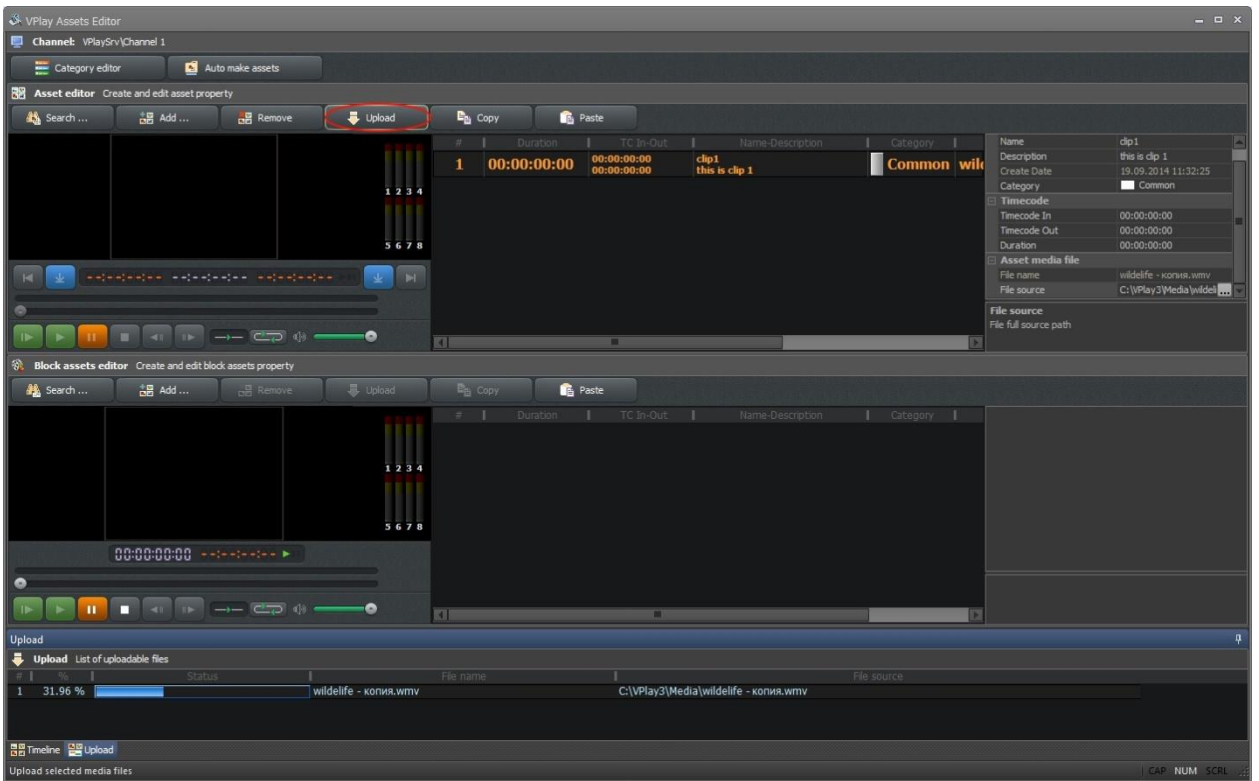 VPlay Assets Editor
Channel: VPlaySrv\Channel 1
Category editor Auto make assets
Asset editor Create and edit asset property
Search ... Add ... Remove Upload Copy Paste
# Duration TC In-Out Name-Description Category
1 00:00:00:00 00:00:00:00 clip1 Common wild
00:00:00:00 this is clip 1
1 2 3 4
5 6 7 8
--:--:--:-- --:--:--:-- --:--:--:--
Name clip1
Description this is clip 1
Create Date 19.09.2014 11:32:25
Category Common
Timecode
Timecode In 00:00:00:00
Timecode Out 00:00:00:00
Duration 00:00:00:00
Asset media file
File name wildelife - копия.wmv
File source C:\VPlay3\Media\wildeli ...
File source
File full source path
Block assets editor Create and edit block assets property
Search ... Add ... Remove Upload Copy Paste
# Duration TC In-Out Name-Description Category
1 2 3 4
5 6 7 8
00:00:00:00 --:--:--:--
Upload
Upload List of uploadable files
# % Status File name File source
1 31.96 % wildelife - копия.wmv C:\VPlay3\Media\wildelife - копия.wmv
Timeline Upload
Upload selected media files CAP NUM SCRL